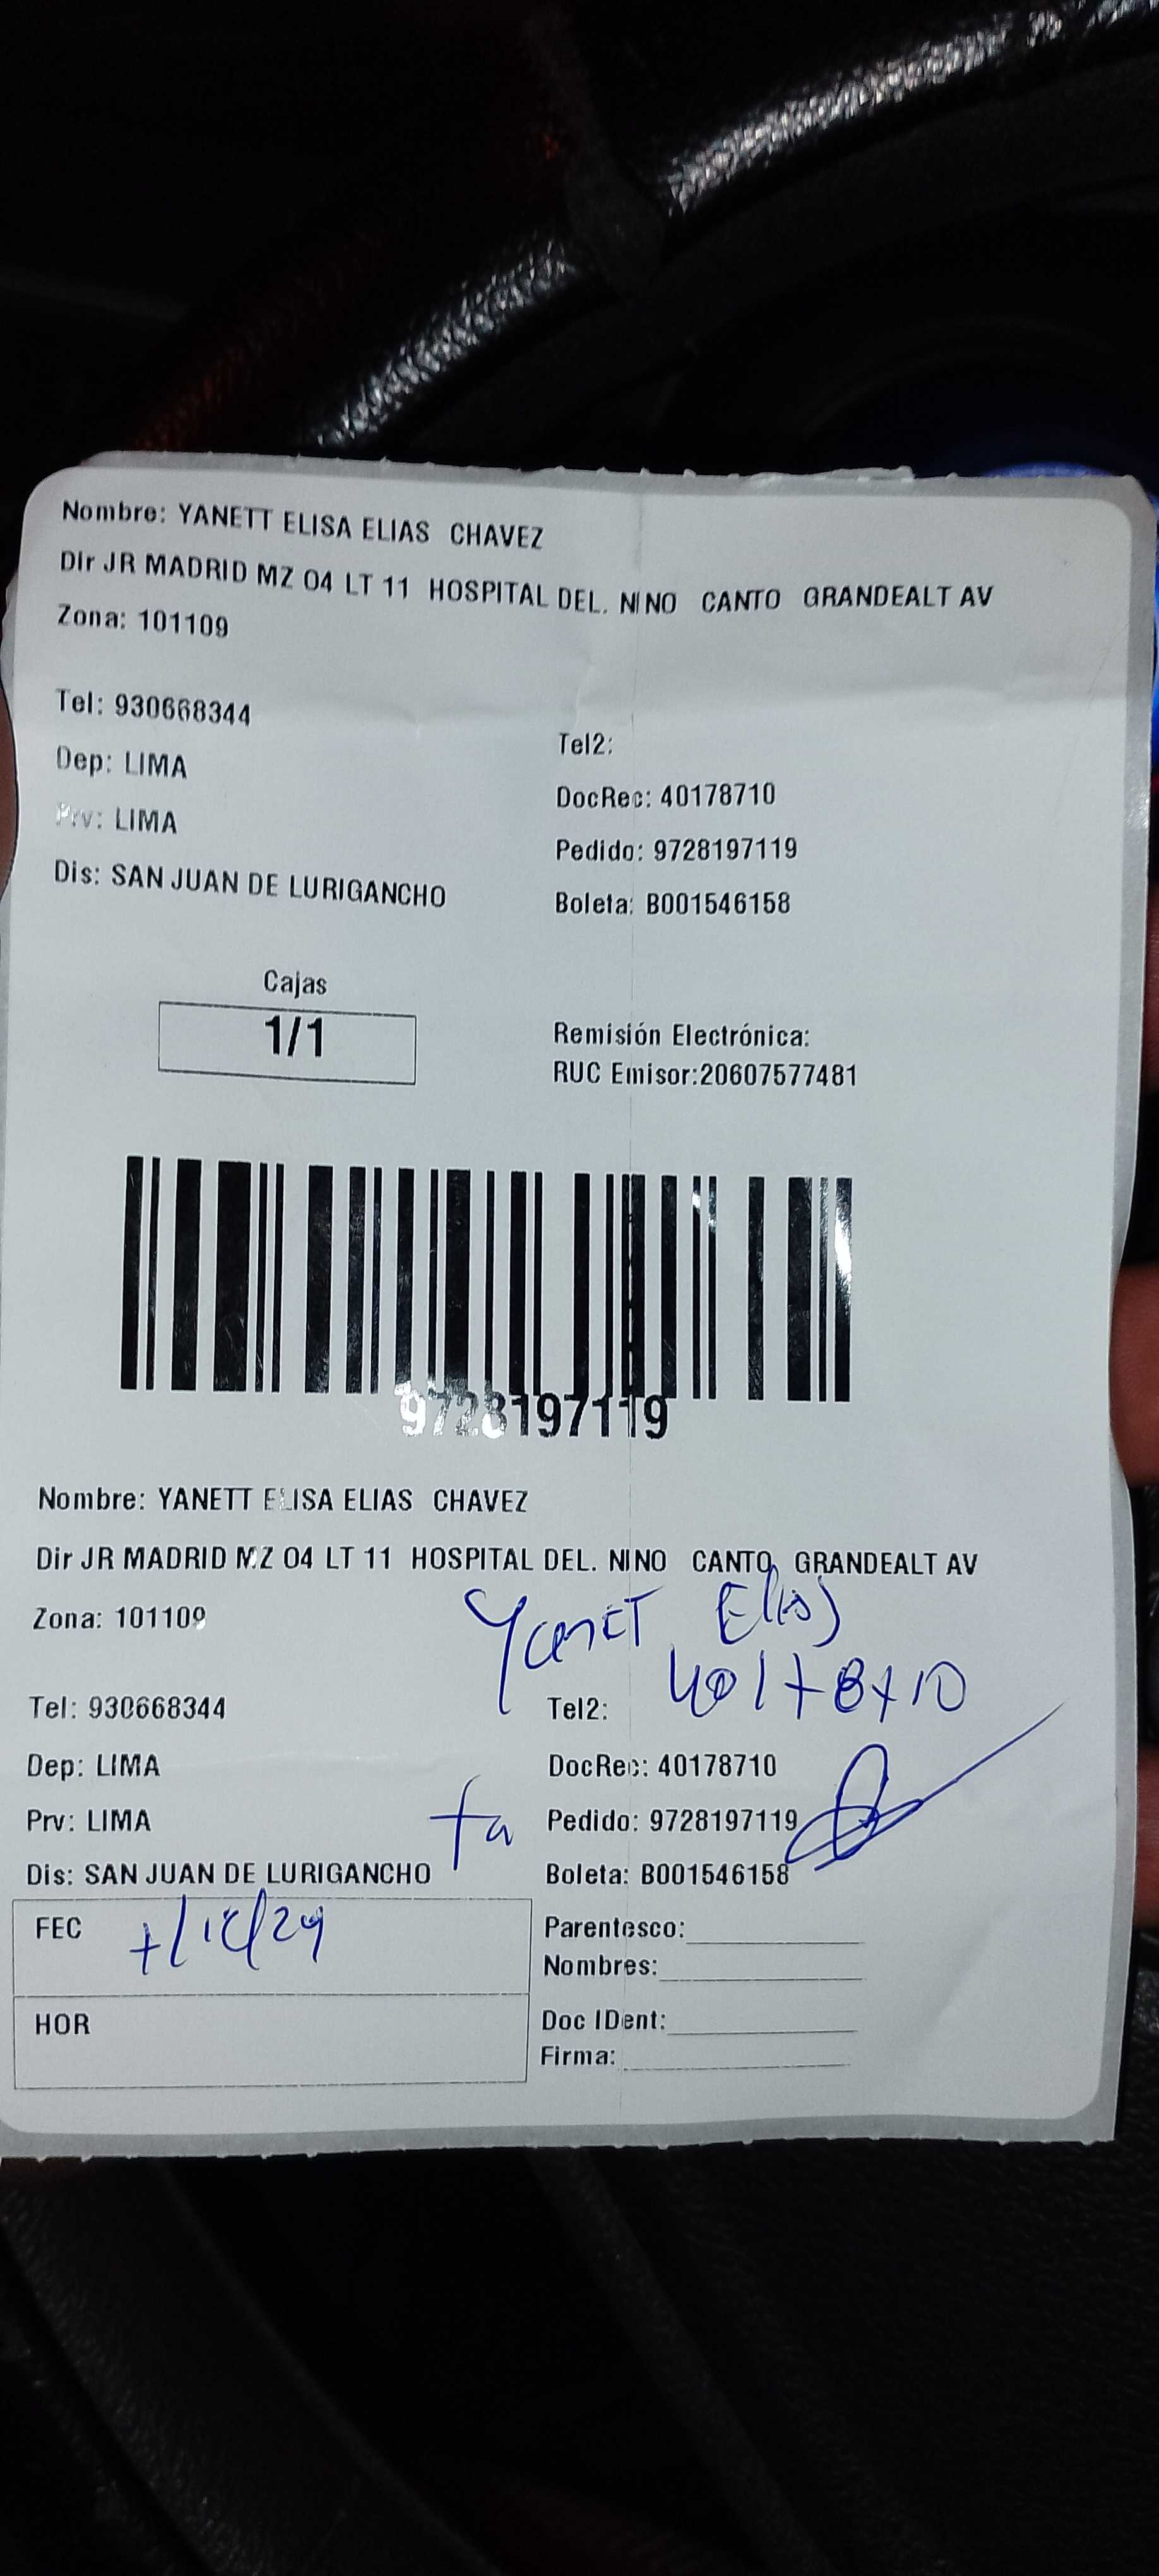 Nombre: YANETT ELISA ELIAS CHAVEZ
Dir JR MADRID MZ 04 LT 11 HOSPITAL DEL. NINO CANTO GRANDEALT AV
Zona: 101109
Tel: 930668344
Tel2:
Dep: LIMA
DocRec: 40178710
Prv: LIMA
Pedido: 9728197119
Dis: SAN JUAN DE LURIGANCHO
Boleta: B001546158
Cajas
1/1
Remisión Electrónica:
RUC Emisor:20607577481
9728197119
Nombre: YANETT ELISA ELIAS CHAVEZ
Dir JR MADRID MZ 04 LT 11 HOSPITAL DEL. NINO CANTO GRANDEALT AV
Zona: 101109
Yanet Elias
40178710
Tel: 930668344
Tel2:
Dep: LIMA
DocRec: 40178710
Prv: LIMA
Pedido: 9728197119
Dis: SAN JUAN DE LURIGANCHO
Boleta: B001546158
FEC
Parentesco:
Nombres:
HOR
Doc IDent:
Firma: